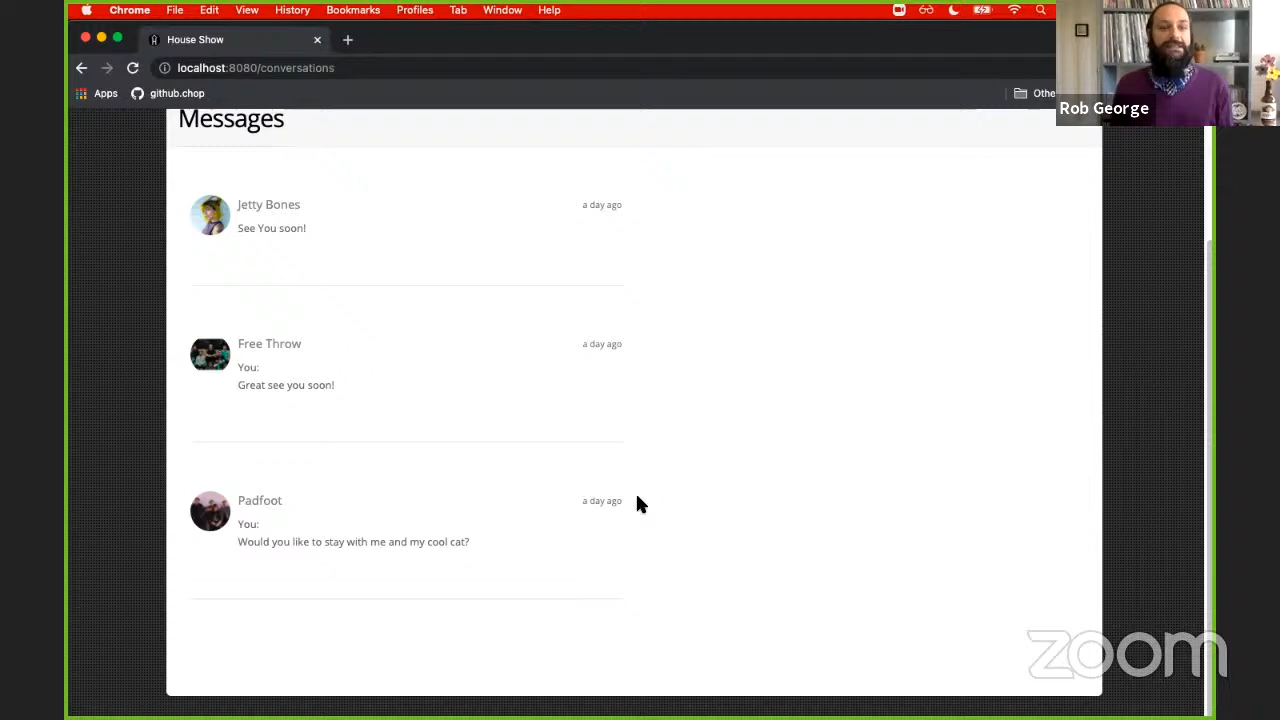 Chrome File Edit View History Bookmarks Profiles Tab Window Help
House Show
localhost:8080/conversations
Apps github.chop
Othe
Rob George
Messages
Jetty Bones a day ago
See You soon!
Free Throw a day ago
You:
Great see you soon!
Padfoot a day ago
You:
Would you like to stay with me and my cool cat?
zoom